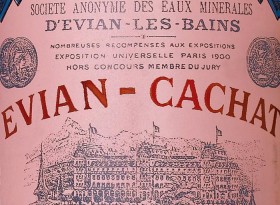 SOCIETE ANONYME DES EAUX MINERALES
D'EVIAN-LES-BAINS
NOMBREUSES RECOMPENSES AUX EXPOSITIONS
EXPOSITION UNIVERSELLE PARIS 1900
HORS CONCOURS MEMBRE DU JURY
EVIAN-CACHAT